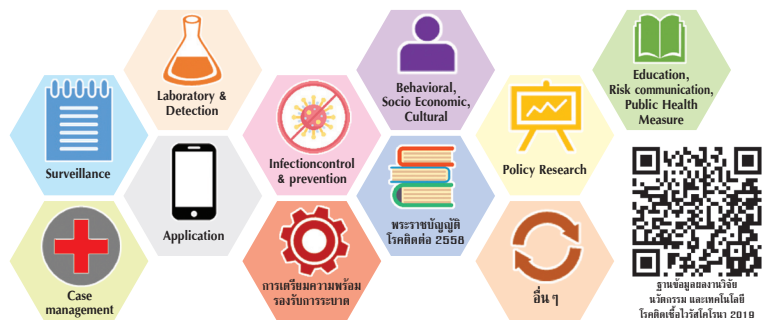 Surveillance
Laboratory &
Detection
Infectioncontrol
& prevention
Behavioral,
Socio Economic,
Cultural
Policy Research
Education,
Risk communication,
Public Health
Measure
Case
management
Application
การเตรียมความพร้อม
รองรับการระบาด
พระราชบัญญัติ
โรคติดต่อ 2558
อื่น ๆ
ฐานข้อมูลผลงานวิจัย
นวัตกรรม และเทคโนโลยี
โรคติดเชื้อไวรัสโคโรนา 2019